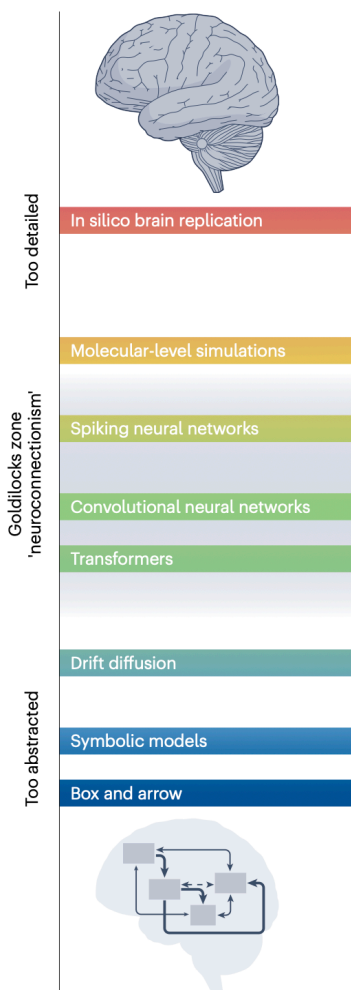 Too detailed
In silico brain replication
Molecular-level simulations
Goldilocks zone
'neuroconnectionism'
Spiking neural networks
Convolutional neural networks
Transformers
Drift diffusion
Too abstracted
Symbolic models
Box and arrow